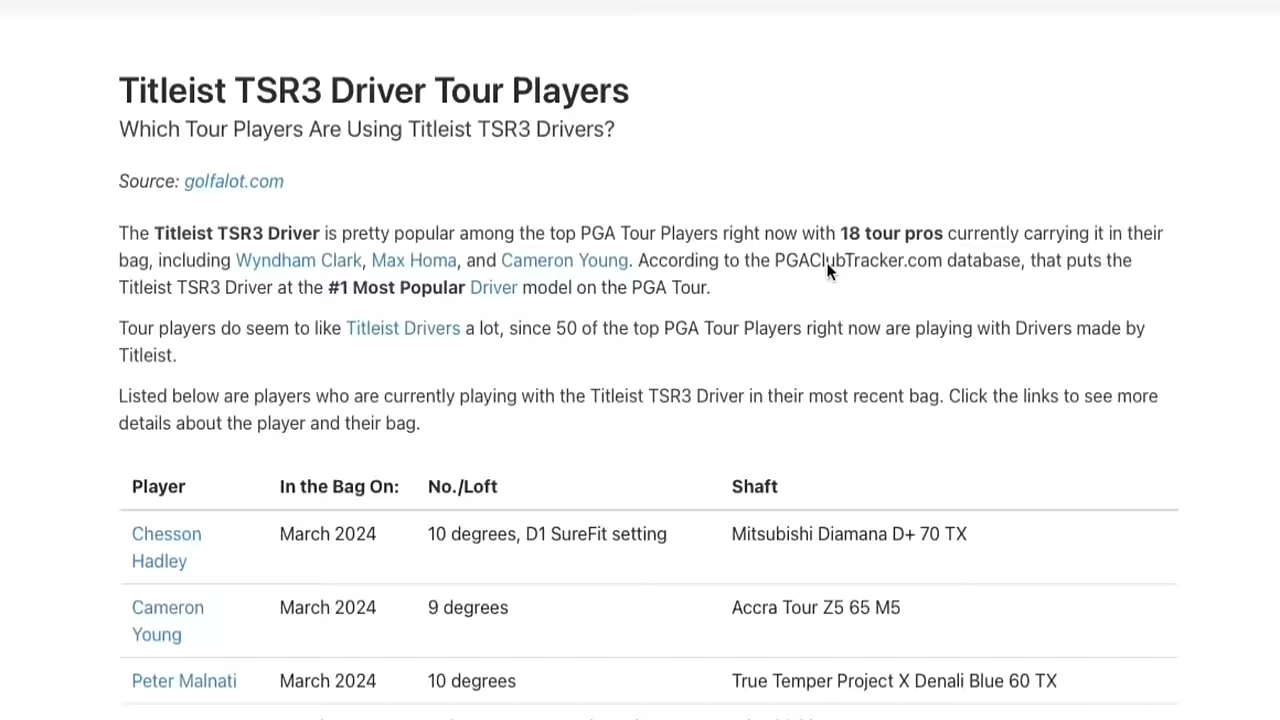 Titleist TSR3 Driver Tour Players
Which Tour Players Are Using Titleist TSR3 Drivers?
Source: golfalot.com
The Titleist TSR3 Driver is pretty popular among the top PGA Tour Players right now with 18 tour pros currently carrying it in their
bag, including Wyndham Clark, Max Homa, and Cameron Young. According to the PGAClubTracker.com database, that puts the
Titleist TSR3 Driver at the #1 Most Popular Driver model on the PGA Tour.
Tour players do seem to like Titleist Drivers a lot, since 50 of the top PGA Tour Players right now are playing with Drivers made by
Titleist.
Listed below are players who are currently playing with the Titleist TSR3 Driver in their most recent bag. Click the links to see more
details about the player and their bag.
Player In the Bag On: No./Loft Shaft
Chesson March 2024 10 degrees, D1 SureFit setting Mitsubishi Diamana D+ 70 TX
Hadley
Cameron March 2024 9 degrees Accra Tour Z5 65 M5
Young
Peter Malnati March 2024 10 degrees True Temper Project X Denali Blue 60 TX